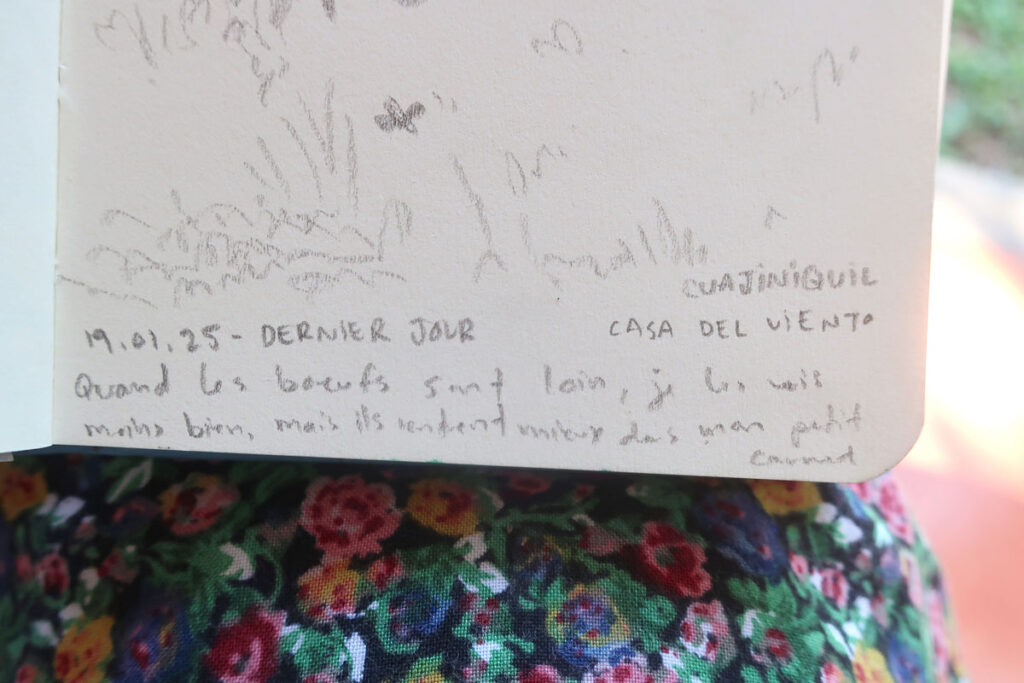 CUAJINIQUIL
19.01.25 - DERNIER JOUR CASA DEL VIENTO
Quand les boeufs sont loin, je les vois
moins bien, mais ils rentrent mieux dans mon petit
carnet